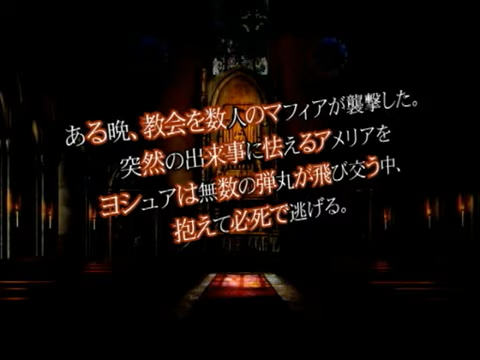 ある晩、教会を数人のマフィアが襲撃した。
突然の出来事に怯えるアメリアを
ヨシュアは無数の弾丸が飛び交う中、
抱えて必死で逃げる。